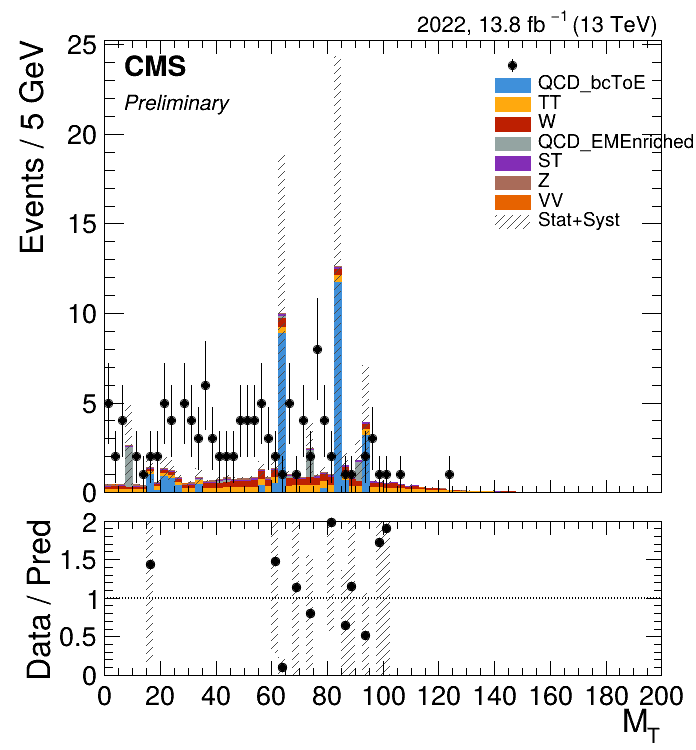 2022, 13.8 fb⁻¹ (13 TeV)
Events / 5 GeV
25
20
15
10
5
0
CMS
Preliminary
QCD_bcToE
TT
W
QCD_EMEnriched
ST
Z
VV
Stat+Syst
Data / Pred
2
1.5
1
0.5
0
0 20 40 60 80 100 120 140 160 180 200
M_T